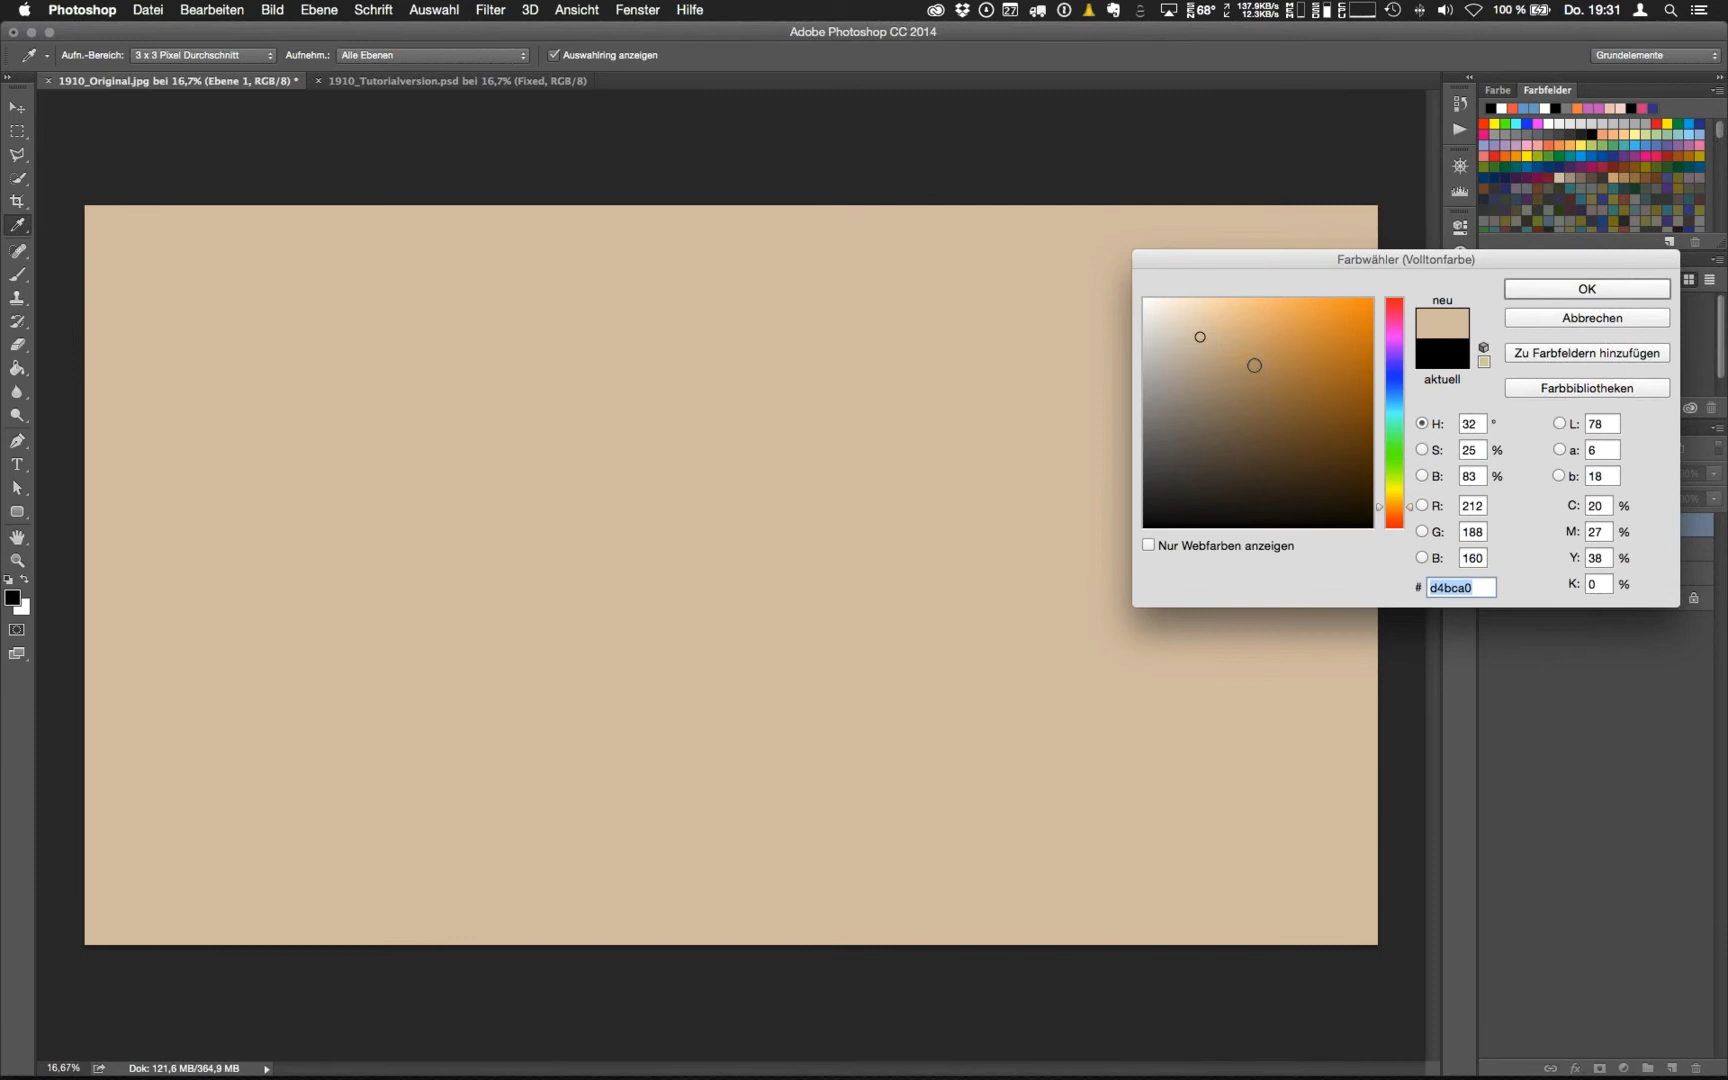 Photoshop Datei Bearbeiten Bild Ebene Schrift Auswahl Filter 3D Ansicht Fenster Hilfe 27 68° 137.9KB/s 12.3KB/s 100 % Do. 19:31
Adobe Photoshop CC 2014
Aufn.-Bereich: 3 x 3 Pixel Durchschnitt Aufnehm.: Alle Ebenen Auswahlring anzeigen Grundelemente
1910_Original.jpg bei 16,7% (Ebene 1, RGB/8) * 1910_Tutorialversion.psd bei 16,7% (Fixed, RGB/8)
Farbe Farbfelder
Farbwähler (Volltonfarbe)
neu
aktuell
OK
Abbrechen
Zu Farbfeldern hinzufügen
Farbbibliotheken
H: 32 ° L: 78
S: 25 % a: 6
B: 83 % b: 18
R: 212 C: 20 %
G: 188 M: 27 %
B: 160 Y: 38 %
# d4bca0 K: 0 %
Nur Webfarben anzeigen
16,67% Dok: 121,6 MB/364,9 MB